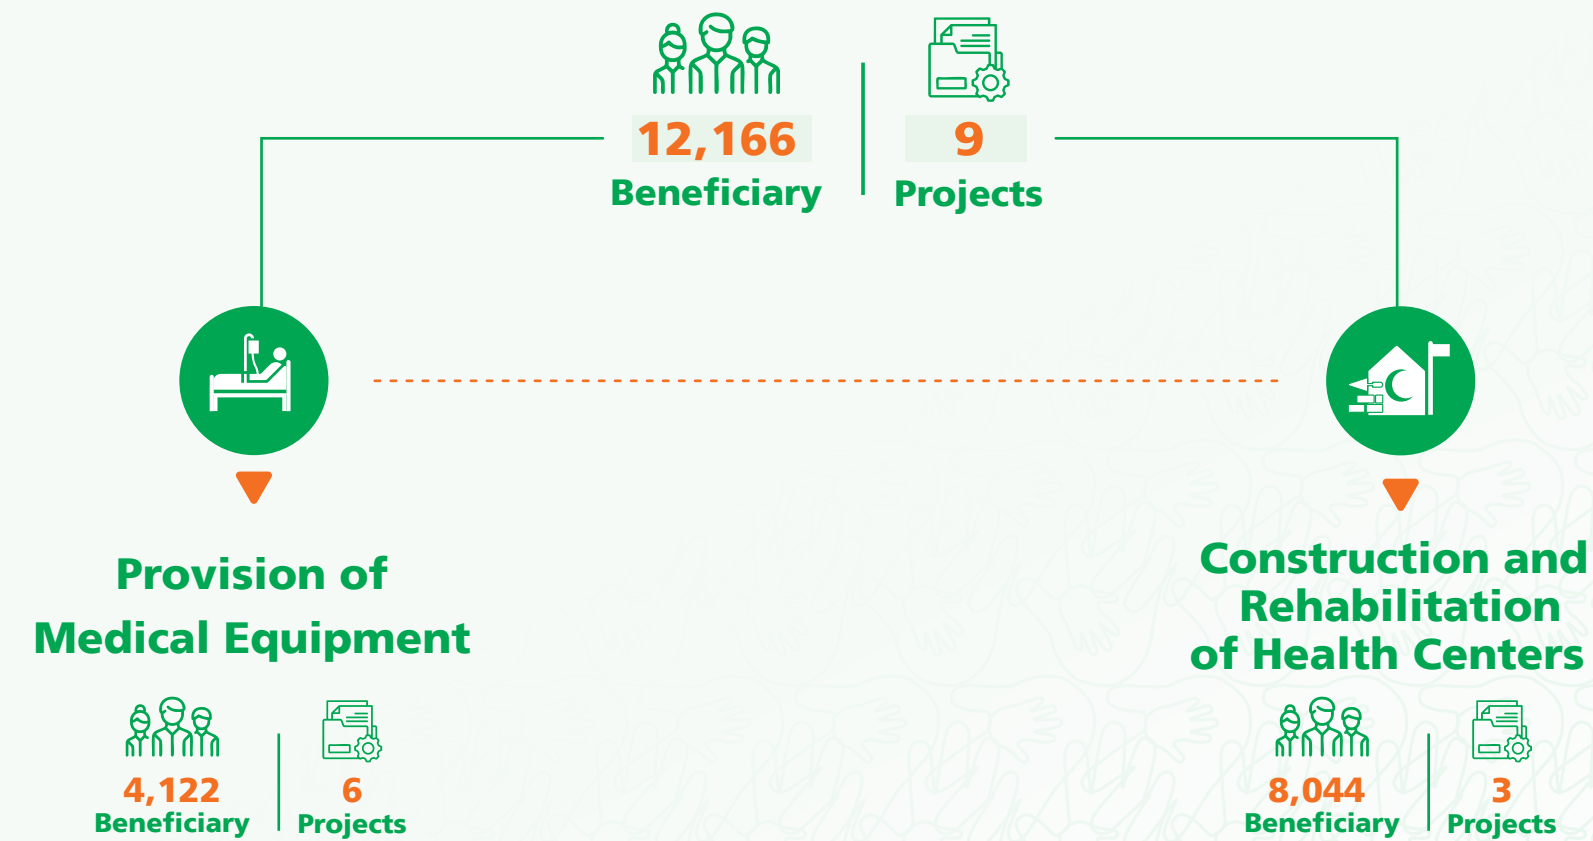 12,166
Beneficiary
9
Projects
Provision of
Medical Equipment
4,122
Beneficiary
6
Projects
Construction and
Rehabilitation
of Health Centers
8,044
Beneficiary
3
Projects